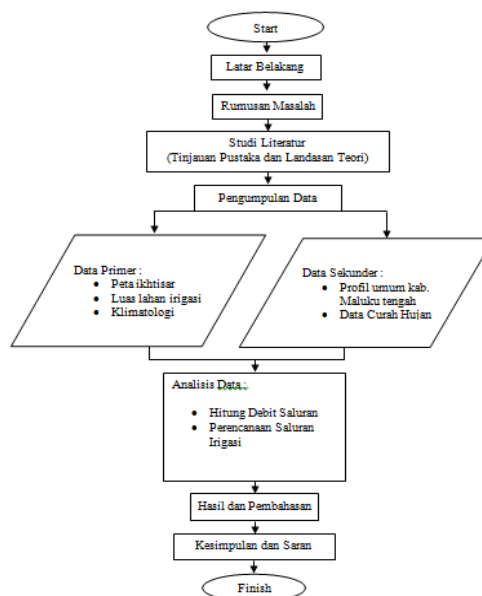 Start
Latar Belakang
Rumusan Masalah
Studi Literatur
(Tinjauan Pustaka dan Landasan Teori)
Pengumpulan Data
Data Primer :
• Peta ikhtisar
• Luas lahan irigasi
• Klimatologi
Data Sekunder :
• Profil umum kab.
Maluku tengah
• Data Curah Hujan
Analisis Data :
• Hitung Debit Saluran
• Perencanaan Saluran
Irigasi
Hasil dan Pembahasan
Kesimpulan dan Saran
Finish